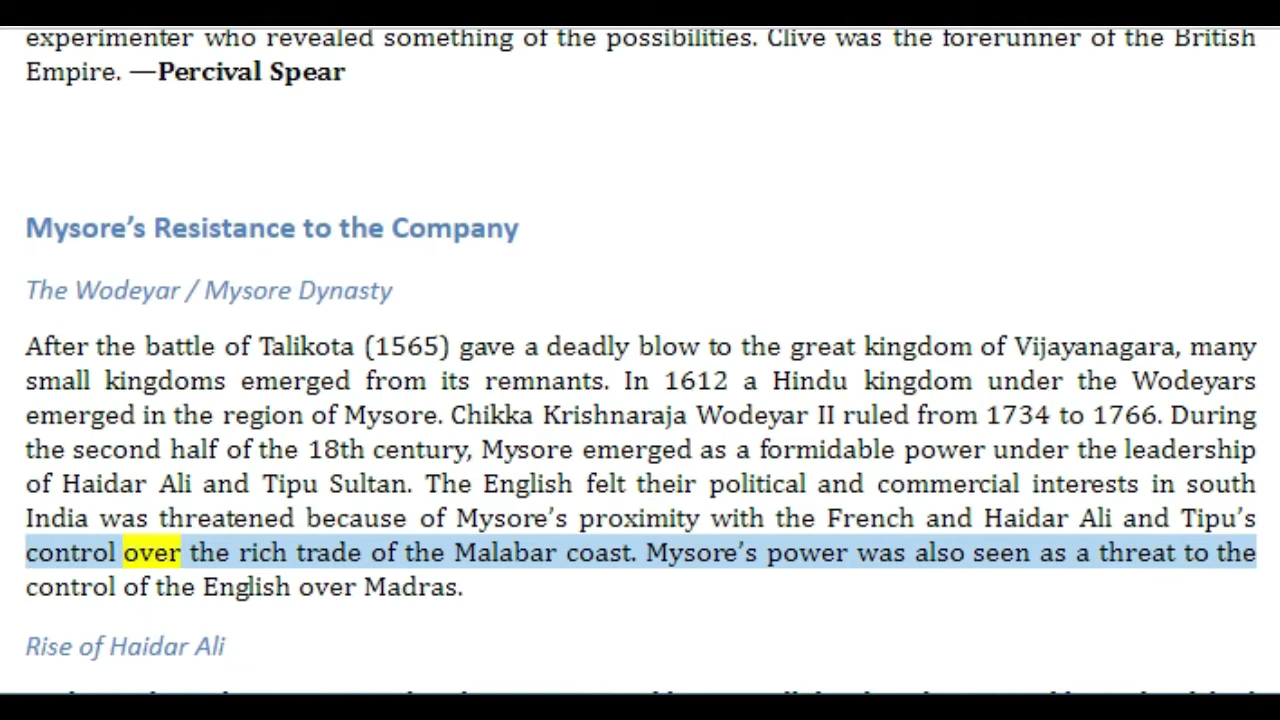 experimenter who revealed something of the possibilities. Clive was the forerunner of the British
Empire. —Percival Spear
Mysore’s Resistance to the Company
The Wodeyar / Mysore Dynasty
After the battle of Talikota (1565) gave a deadly blow to the great kingdom of Vijayanagara, many
small kingdoms emerged from its remnants. In 1612 a Hindu kingdom under the Wodeyars
emerged in the region of Mysore. Chikka Krishnaraja Wodeyar II ruled from 1734 to 1766. During
the second half of the 18th century, Mysore emerged as a formidable power under the leadership
of Haidar Ali and Tipu Sultan. The English felt their political and commercial interests in south
India was threatened because of Mysore’s proximity with the French and Haidar Ali and Tipu’s
control over the rich trade of the Malabar coast. Mysore’s power was also seen as a threat to the
control of the English over Madras.
Rise of Haidar Ali